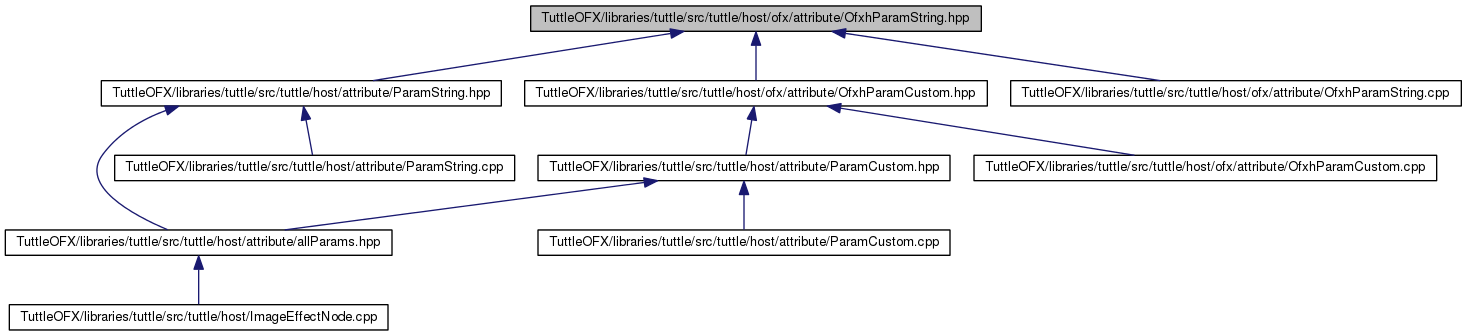 TuttleOFX/libraries/tuttle/src/tuttle/host/ofx/attribute/OfxhParamString.hpp
TuttleOFX/libraries/tuttle/src/tuttle/host/attribute/ParamString.hpp
TuttleOFX/libraries/tuttle/src/tuttle/host/ofx/attribute/OfxhParamCustom.hpp
TuttleOFX/libraries/tuttle/src/tuttle/host/ofx/attribute/OfxhParamString.cpp
TuttleOFX/libraries/tuttle/src/tuttle/host/attribute/ParamString.cpp
TuttleOFX/libraries/tuttle/src/tuttle/host/attribute/ParamCustom.hpp
TuttleOFX/libraries/tuttle/src/tuttle/host/ofx/attribute/OfxhParamCustom.cpp
TuttleOFX/libraries/tuttle/src/tuttle/host/attribute/allParams.hpp
TuttleOFX/libraries/tuttle/src/tuttle/host/attribute/ParamCustom.cpp
TuttleOFX/libraries/tuttle/src/tuttle/host/ImageEffectNode.cpp